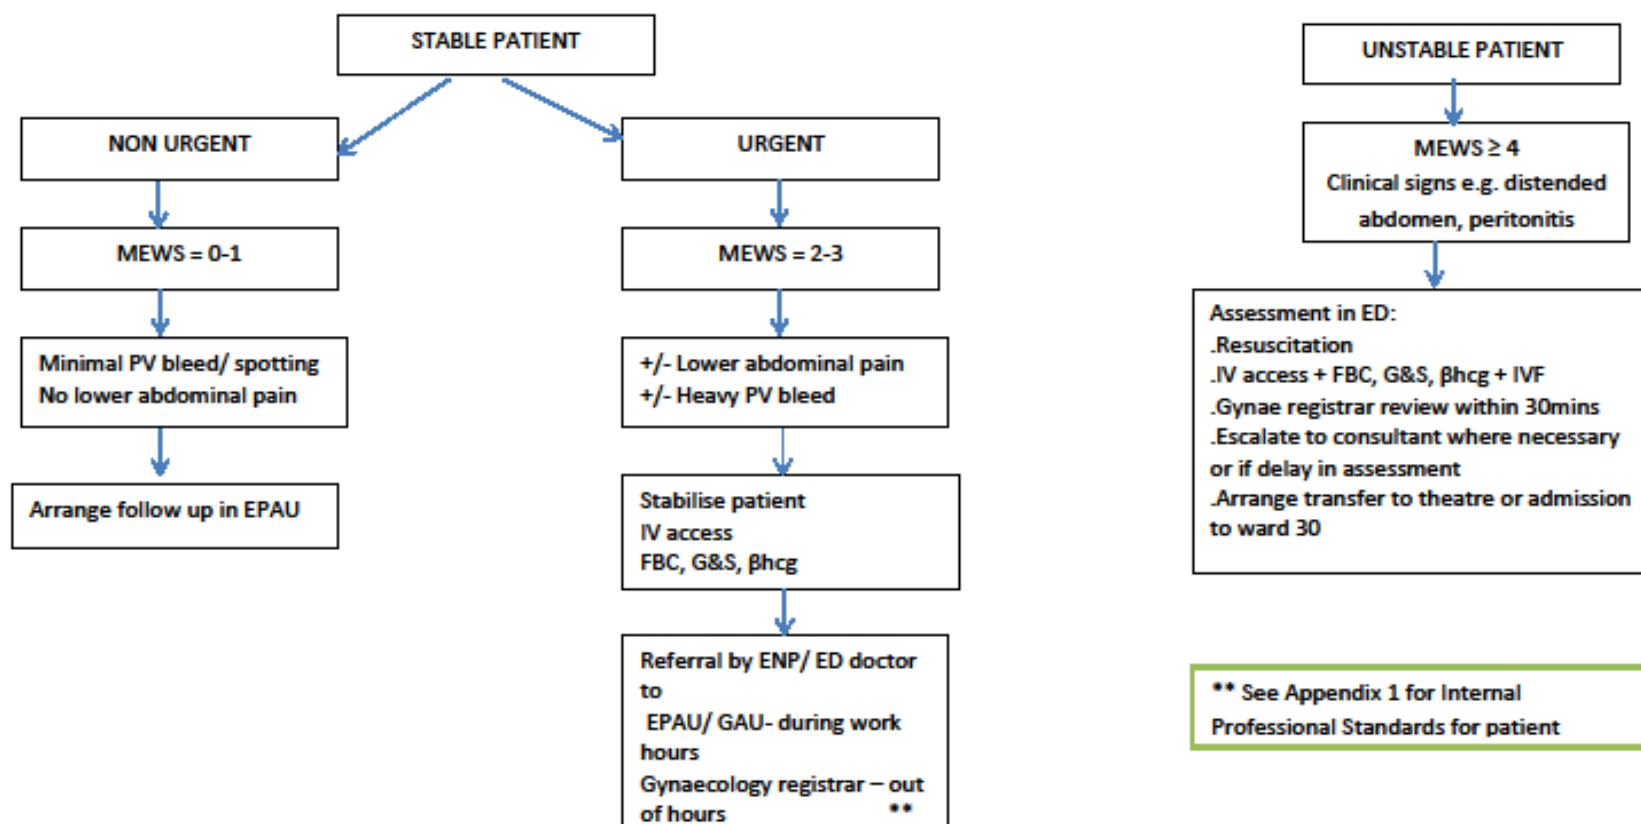 STABLE PATIENT
NON URGENT
MEWS = 0-1
Minimal PV bleed/ spotting
No lower abdominal pain
Arrange follow up in EPAU
URGENT
MEWS = 2-3
+/- Lower abdominal pain
+/- Heavy PV bleed
Stabilise patient
IV access
FBC, G&S, βhcg
Referral by ENP/ ED doctor
to
EPAU/ GAU- during work
hours
Gynaecology registrar – out
of hours **
UNSTABLE PATIENT
MEWS ≥ 4
Clinical signs e.g. distended
abdomen, peritonitis
Assessment in ED:
.Resuscitation
.IV access + FBC, G&S, βhcg + IVF
.Gynae registrar review within 30mins
.Escalate to consultant where necessary
or if delay in assessment
.Arrange transfer to theatre or admission
to ward 30
** See Appendix 1 for Internal
Professional Standards for patient